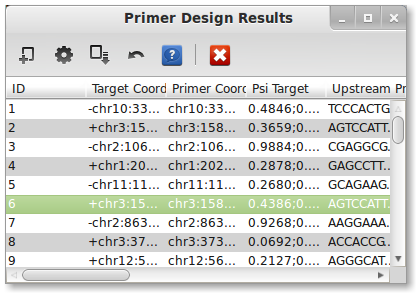 Primer Design Results
ID Target Coord Primer Coord Psi Target Upstream Pr
1 -chr10:33... chr10:33... 0.4846;0.... TCCCACTG
2 +chr3:15... chr3:158... 0.3659;0.... AGTCCATT...
3 -chr2:106... chr2:106... 0.9884;0.... CGAGGCG...
4 +chr1:20... chr1:202... 0.2878;0.... GAGCCTT...
5 -chr11:11... chr11:11... 0.2680;0.... GCAGAAG...
6 +chr3:15... chr3:158... 0.4386;0.... AGTCCATT...
7 -chr2:863... chr2:863... 0.9268;0.... AAGGAAA...
8 +chr3:37... chr3:373... 0.0692;0.... ACCACCG...
9 +chr12:5... chr12:56... 0.2127;0.... AGGGCAT...